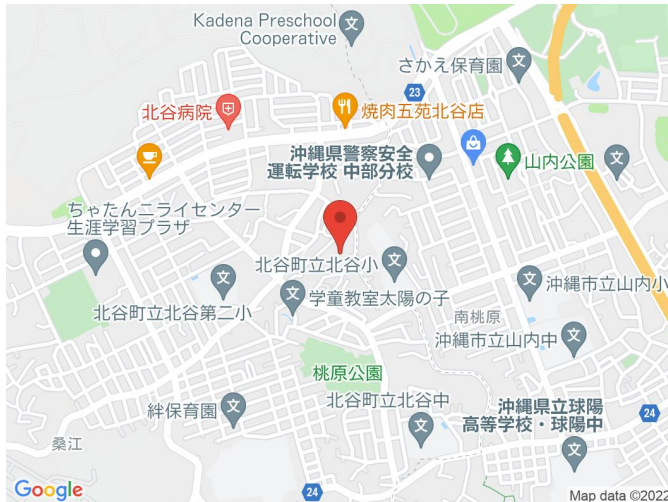 Kadena Preschool
Cooperative
さかえ保育園
23
北谷病院
焼肉五苑北谷店
沖縄県警察安全
運転学校 中部分校
山内公園
ちゃたんニライセンター
生涯学習プラザ
北谷町立北谷小
沖縄市立山内小
学童教室太陽の子
北谷町立北谷第二小
南桃原
沖縄市立山内中
桃原公園
絆保育園
北谷町立北谷中
沖縄県立球陽
高等学校・球陽中
24
桑江
24
Google
Map data ©2022